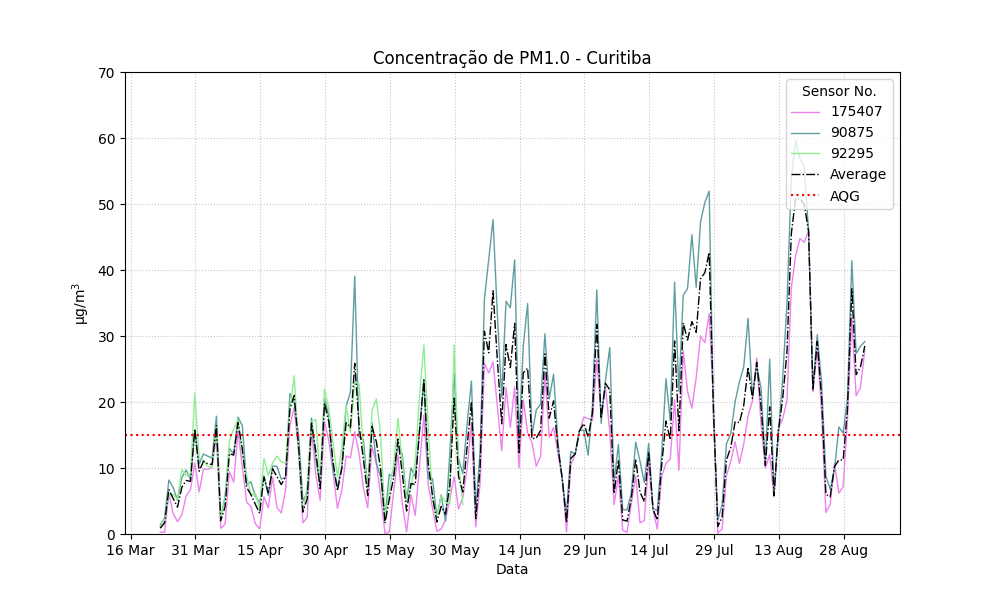 Concentração de PM1.0 - Curitiba
70
60
50
40
30
20
10
0
µg/m³
Sensor No.
175407
90875
92295
Average
AQG
16 Mar
31 Mar
15 Apr
30 Apr
15 May
30 May
14 Jun
29 Jun
14 Jul
29 Jul
13 Aug
28 Aug
Data